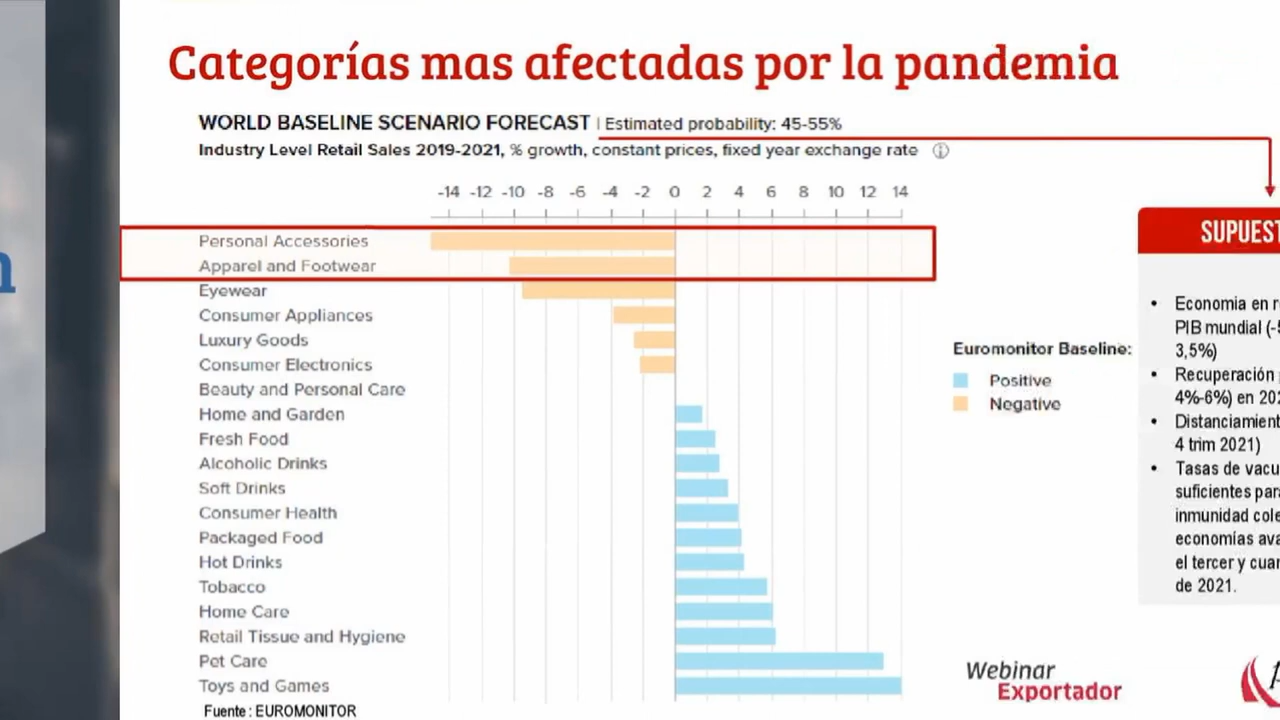 Categorías mas afectadas por la pandemia
WORLD BASELINE SCENARIO FORECAST | Estimated probability: 45-55%
Industry Level Retail Sales 2019-2021, % growth, constant prices, fixed year exchange rate
-14 -12 -10 -8 -6 -4 -2 0 2 4 6 8 10 12 14
Personal Accessories
Apparel and Footwear
Eyewear
Consumer Appliances
Luxury Goods
Consumer Electronics
Beauty and Personal Care
Home and Garden
Fresh Food
Alcoholic Drinks
Soft Drinks
Consumer Health
Packaged Food
Hot Drinks
Tobacco
Home Care
Retail Tissue and Hygiene
Pet Care
Toys and Games
Fuente : EUROMONITOR
Euromonitor Baseline:
Positive
Negative
SUPUEST
• Economia en r
PIB mundial (-5
3,5%)
• Recuperación
4%-6%) en 202
• Distanciamient
4 trim 2021)
• Tasas de vacu
suficientes para
inmunidad cole
economías ava
el tercer y cuar
de 2021.
Webinar
Exportador